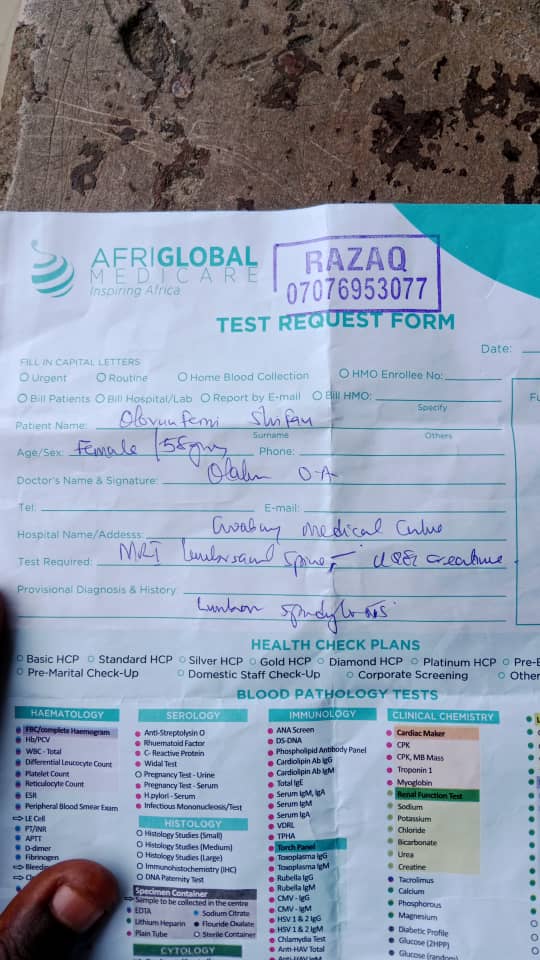 AFRIGLOBAL
MEDICARE
Inspiring Africa
RAZAQ
07076953077
TEST REQUEST FORM
Date:
FILL IN CAPITAL LETTERS
Urgent Routine Home Blood Collection HMO Enrollee No:
Bill Patients Bill Hospital/Lab Report by E-mail Bill HMO:
Specify
Patient Name:
Surname Others
Age/Sex: Female / 58 Phone:
Doctor's Name & Signature: O.A
Tel: E-mail:
Hospital Name/Addesss: Medical Centre
Test Required: MRI Lumbosacral Spine,
Provisional Diagnosis & History:
Lumbar Spondylosis
HEALTH CHECK PLANS
Basic HCP Standard HCP Silver HCP Gold HCP Diamond HCP Platinum HCP Pre-E
Pre-Marital Check-Up Domestic Staff Check-Up Corporate Screening Other
BLOOD PATHOLOGY TESTS
HAEMATOLOGY
FBC/complete Haemogram
Hb/PCV
WBC - Total
Differential Leucocyte Count
Platelet Count
Reticulocyte Count
ESR
Peripheral Blood Smear Exam
LE Cell
PT/INR
APTT
D-dimer
Fibrinogen
SEROLOGY
Anti-Streptolysin O
Rheumatoid Factor
C- Reactive Protein
Widal Test
Pregnancy Test - Urine
Pregnancy Test - Serum
H.pylori - Serum
Infectious Mononucleosis/Test
HISTOLOGY
Histology Studies (Small)
Histology Studies (Medium)
Histology Studies (Large)
Immunohistochemistry (IHC)
DNA Paternity Test
Specimen Container
Sample to be collected in the centre
EDTA Sodium Citrate
Lithium Heparin Flouride Oxalate
Plain Tube Sterile Container
CYTOLOGY
IMMUNOLOGY
ANA Screen
DS-DNA
Phospholipid Antibody Panel
Cardiolipin Ab IgG
Cardiolipin Ab IgM
Total IgE
Serum IgM, IgA
Serum IgM
Serum IgA
VDRL
TPHA
Torch Panel
Toxoplasma IgG
Toxoplasma IgM
Rubella IgG
Rubella IgM
CMV - IgG
CMV - IgM
HSV 1 & 2 IgG
HSV 1 & 2 IgM
Chlamydia Test
Anti-HAV Total
Anti-HAV IgM
CLINICAL CHEMISTRY
Cardiac Maker
CPK
CPK, MB Mass
Troponin 1
Myoglobin
Renal Function Test
Sodium
Potassium
Chloride
Bicarbonate
Urea
Creatine
Tacrolimus
Calcium
Phosphorous
Magnesium
Diabetic Profile
Glucose (2HPP)
Glucose (random)